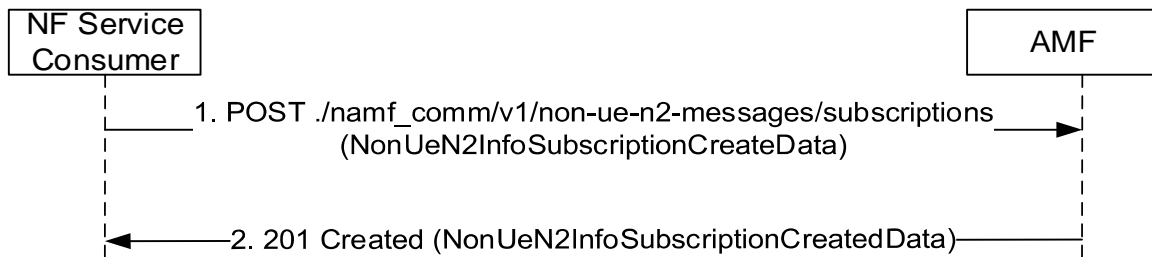 NF Service
Consumer
AMF
1. POST ./namf_comm/v1/non-ue-n2-messages/subscriptions
(NonUeN2InfoSubscriptionCreateData)
2. 201 Created (NonUeN2InfoSubscriptionCreatedData)